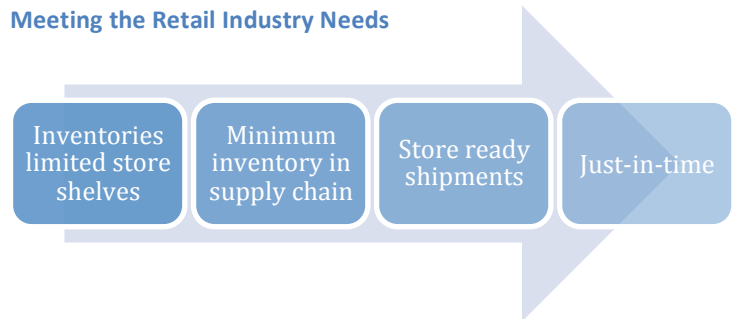 Meeting the Retail Industry Needs
Inventories
limited store
shelves
Minimum
inventory in
supply chain
Store ready
shipments
Just-in-time